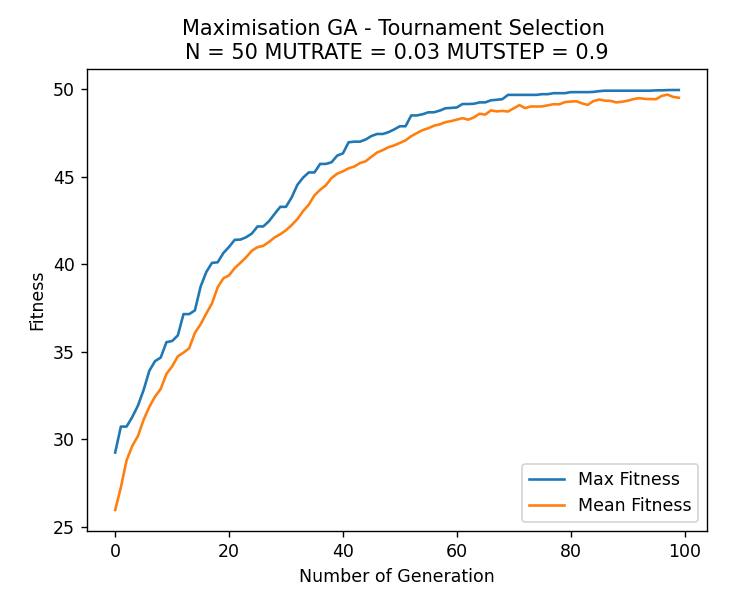 Maximisation GA - Tournament Selection
N = 50 MUTRATE = 0.03 MUTSTEP = 0.9
Fitness
50
45
40
35
30
25
0 20 40 60 80 100
Number of Generation
Max Fitness
Mean Fitness